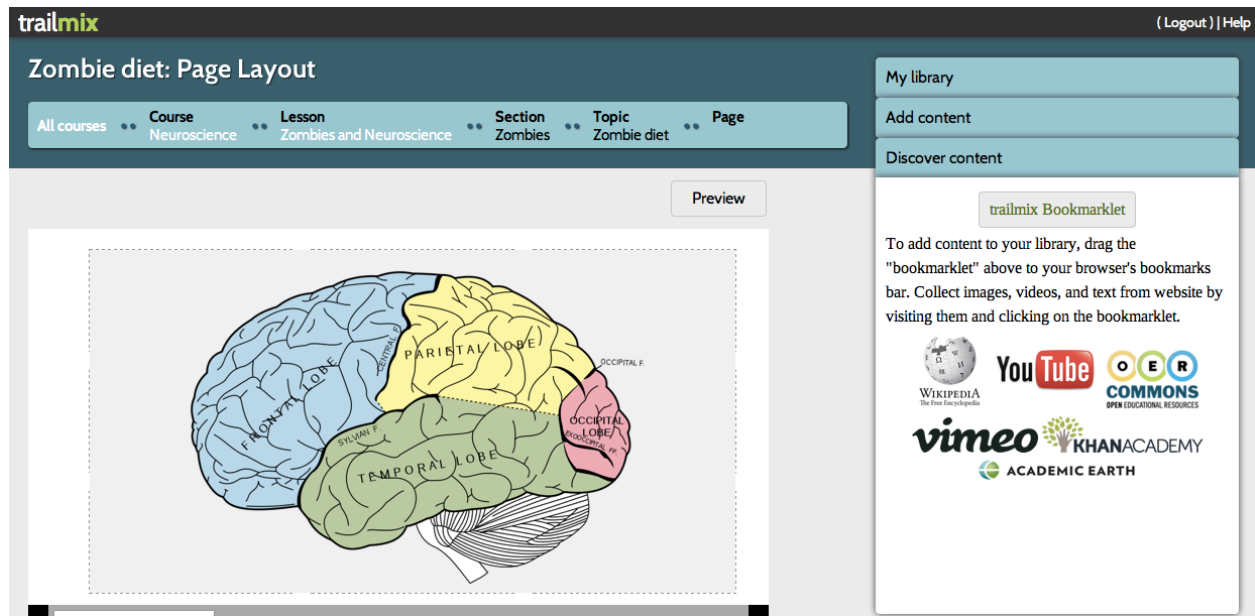 trailmix
( Logout ) | Help
Zombie diet: Page Layout
All courses
Course
Neuroscience
Lesson
Zombies and Neuroscience
Section
Zombies
Topic
Zombie diet
Page
Preview
FRONTAL LOBE
CENTRAL F.
PARIETAL LOBE
OCCIPITAL F.
OCCIPITAL
LOBE
EXOOCCIPITAL FF.
SYLVIAN F.
TEMPORAL LOBE
My library
Add content
Discover content
trailmix Bookmarklet
To add content to your library, drag the
"bookmarklet" above to your browser's bookmarks
bar. Collect images, videos, and text from website by
visiting them and clicking on the bookmarklet.
WIKIPEDIA
The Free Encyclopedia
YouTube
OER
COMMONS
OPEN EDUCATIONAL RESOURCES
vimeo
KHANACADEMY
ACADEMIC EARTH